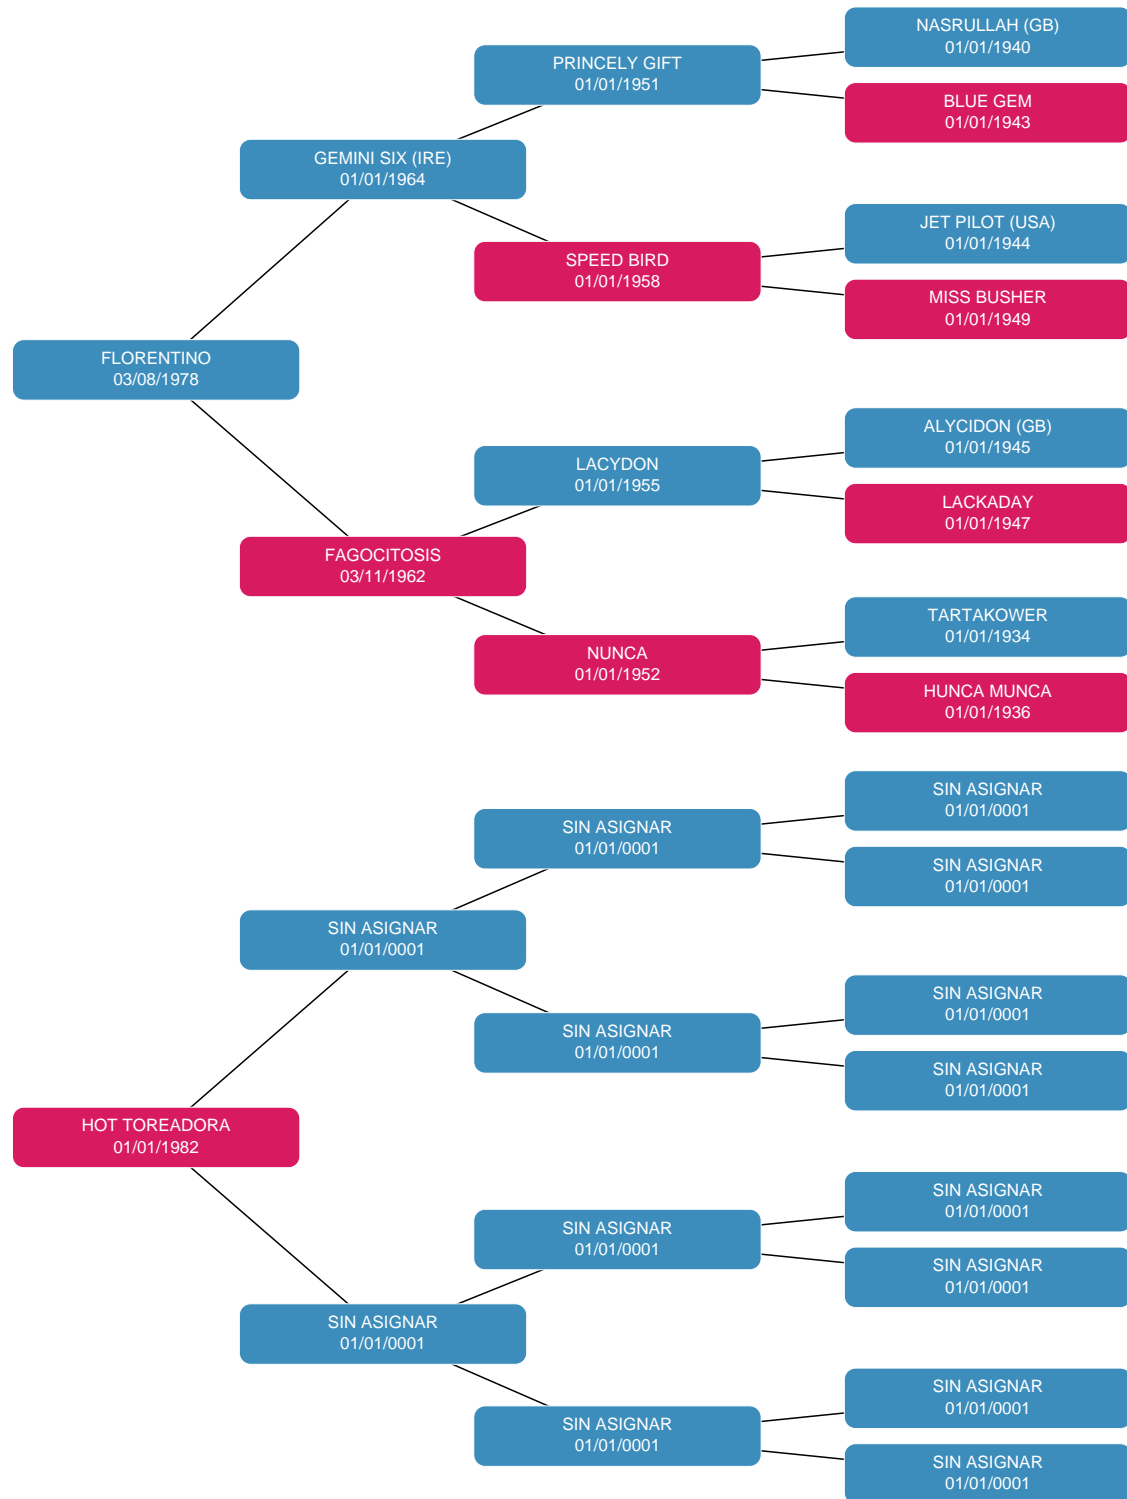 NASRULLAH (GB)
01/01/1940
PRINCELY GIFT
01/01/1951
BLUE GEM
01/01/1943
GEMINI SIX (IRE)
01/01/1964
JET PILOT (USA)
01/01/1944
SPEED BIRD
01/01/1958
MISS BUSHER
01/01/1949
FLORENTINO
03/08/1978
ALYCIDON (GB)
01/01/1945
LACYDON
01/01/1955
LACKADAY
01/01/1947
FAGOCITOSIS
03/11/1962
TARTAKOWER
01/01/1934
NUNCA
01/01/1952
HUNCA MUNCA
01/01/1936
SIN ASIGNAR
01/01/0001
SIN ASIGNAR
01/01/0001
SIN ASIGNAR
01/01/0001
SIN ASIGNAR
01/01/0001
SIN ASIGNAR
01/01/0001
SIN ASIGNAR
01/01/0001
SIN ASIGNAR
01/01/0001
HOT TOREADORA
01/01/1982
SIN ASIGNAR
01/01/0001
SIN ASIGNAR
01/01/0001
SIN ASIGNAR
01/01/0001
SIN ASIGNAR
01/01/0001
SIN ASIGNAR
01/01/0001
SIN ASIGNAR
01/01/0001
SIN ASIGNAR
01/01/0001